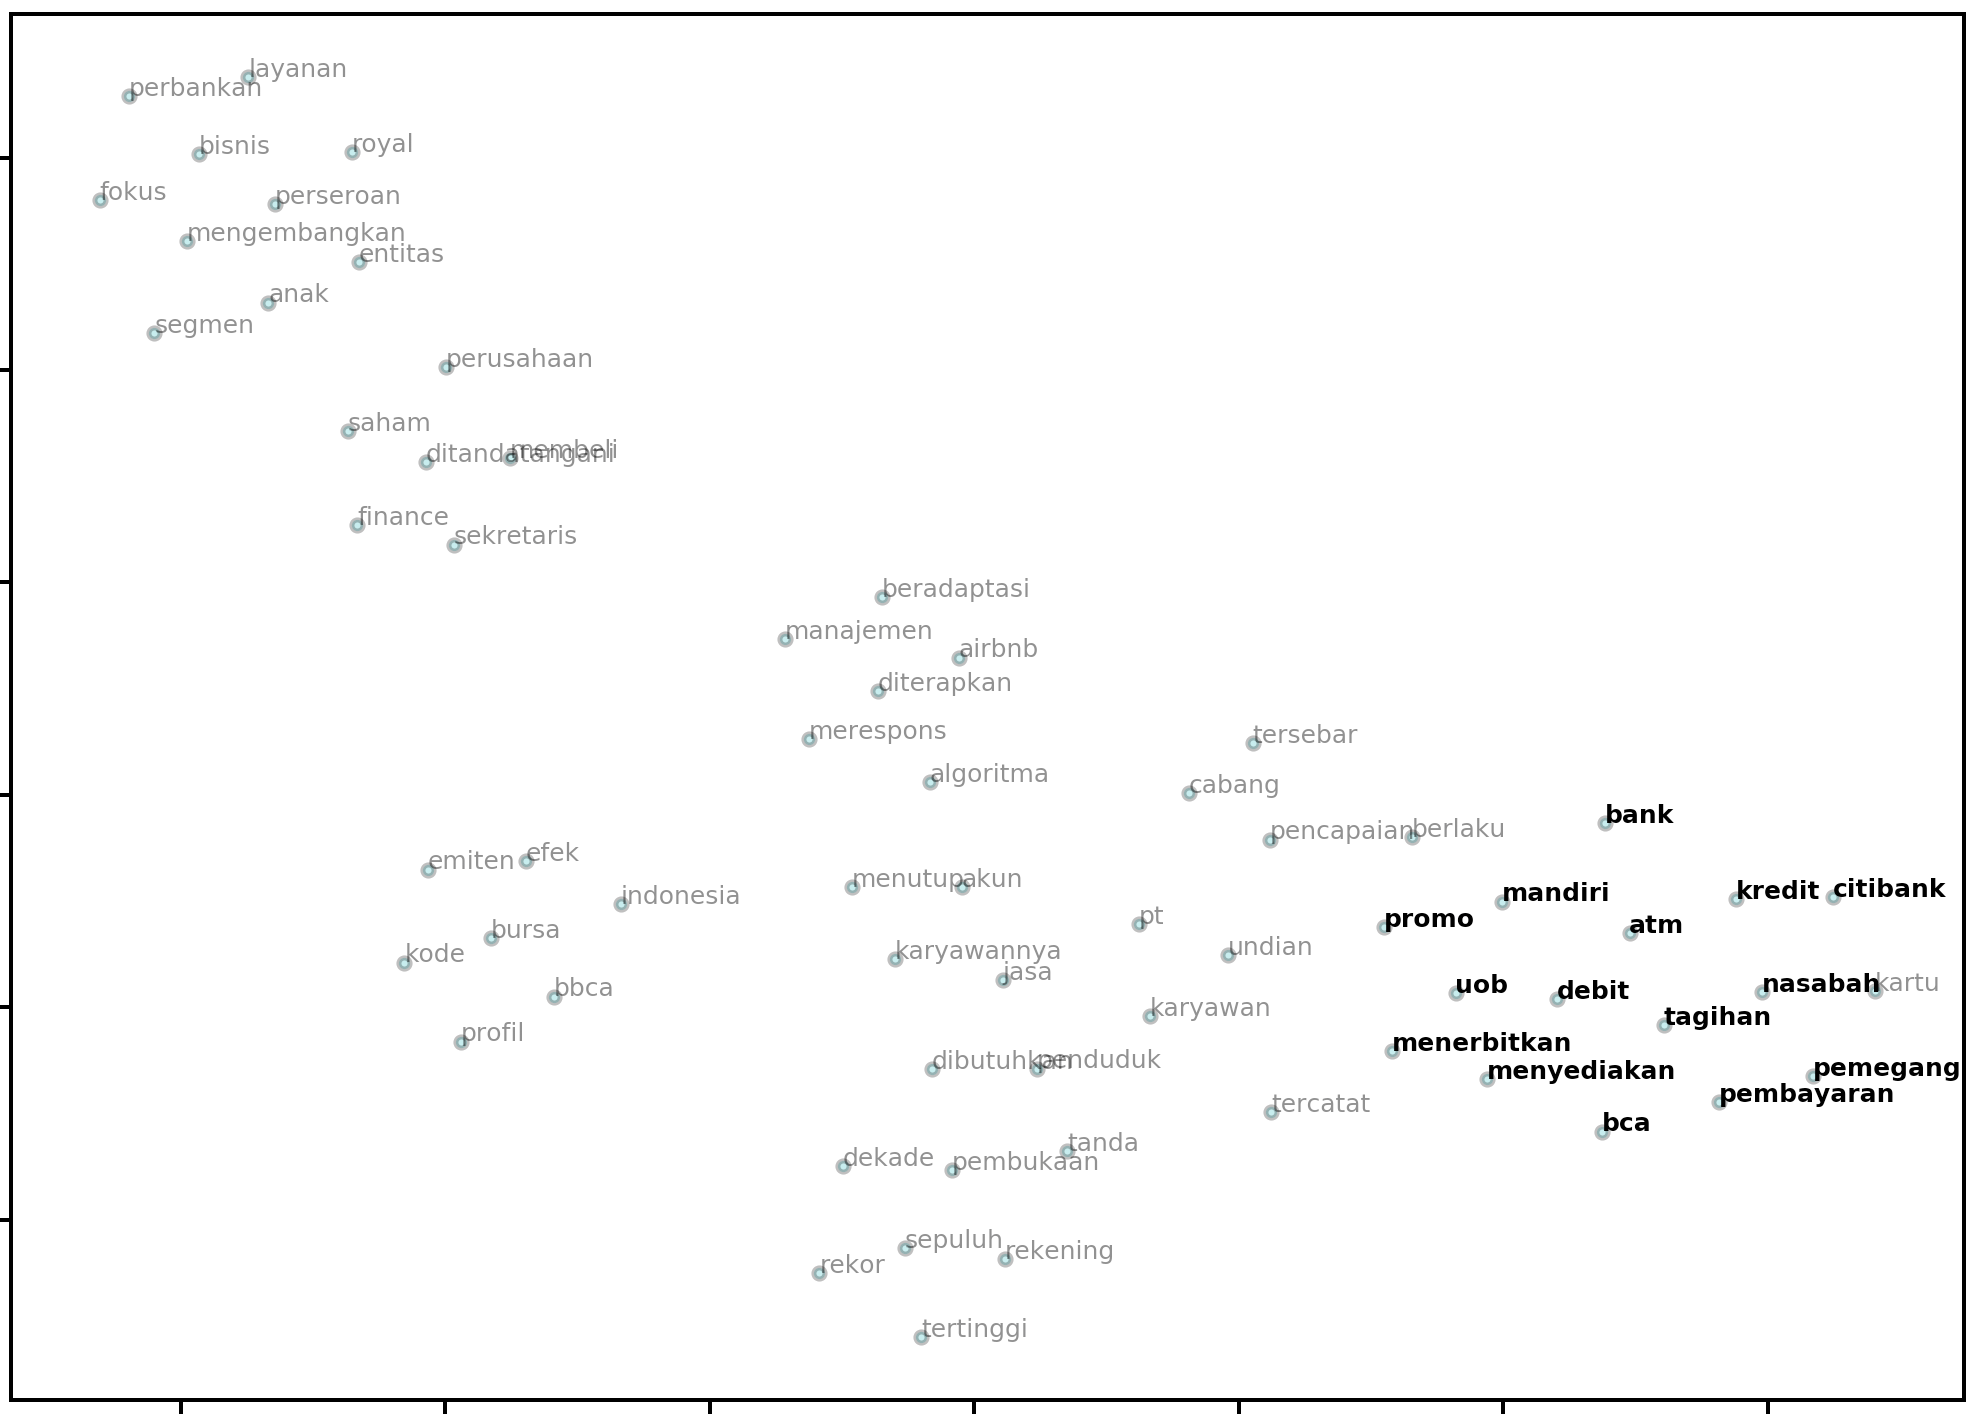 layanan
perbankan
bisnis
royal
fokus
perseroan
mengembangkan
entitas
anak
segmen
perusahaan
saham
ditandatangani
membeli
finance
sekretaris
beradaptasi
manajemen
airbnb
diterapkan
merespons
tersebar
algoritma
cabang
bank
pencapaian
berlaku
emiten
efek
menutup
akun
mandiri
kredit
citibank
indonesia
pt
promo
atm
bursa
kode
karyawannya
undian
jasa
uob
debit
nasabah
kartu
bbca
karyawan
tagihan
profil
menerbitkan
dibutuhkan
penduduk
menyediakan
pemegang
pembayaran
tercatat
bca
tanda
dekade
pembukaan
sepuluh
rekening
rekor
tertinggi